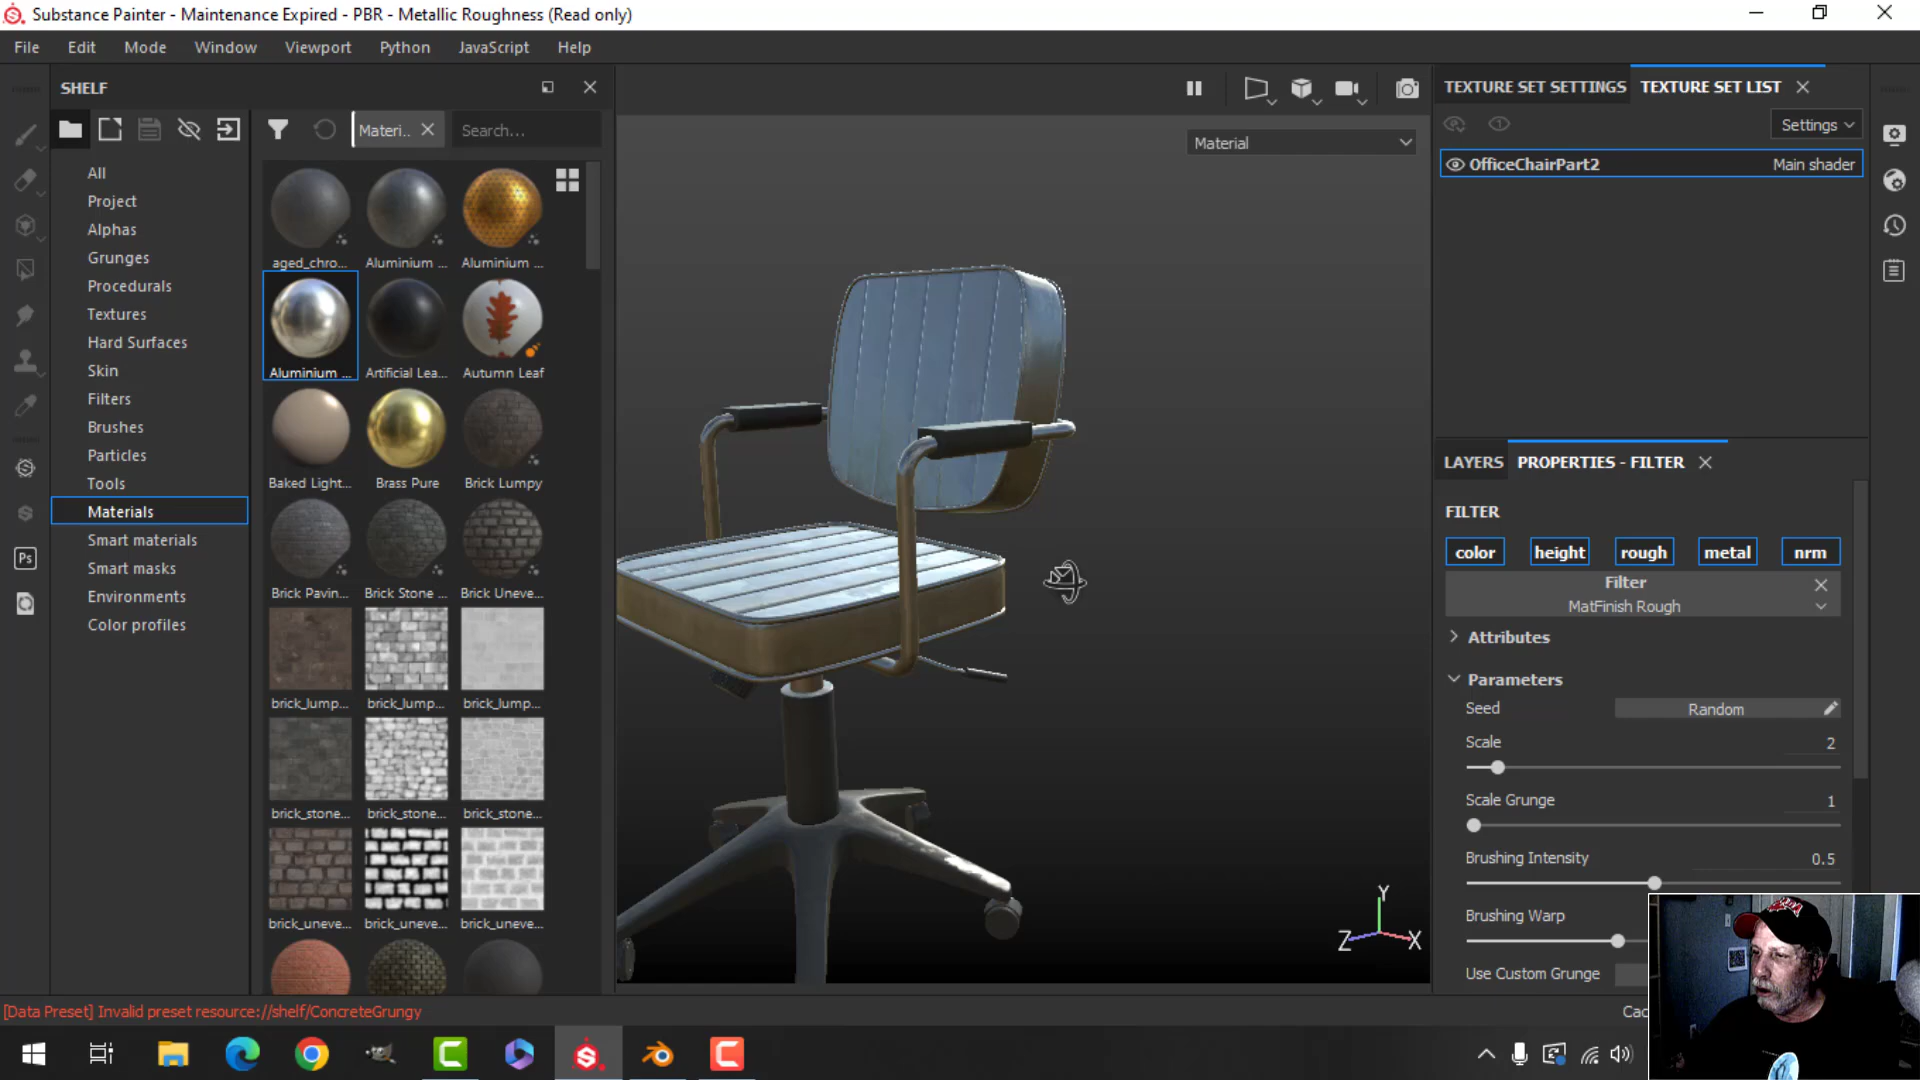 Substance Painter - Maintenance Expired - PBR - Metallic Roughness (Read only)
File Edit Mode Window Viewport Python JavaScript Help
SHELF
Materi.. Search...
All
Project
Alphas
Grunges
Procedurals
Textures
Hard Surfaces
Skin
Filters
Brushes
Particles
Tools
Materials
Smart materials
Smart masks
Environments
Color profiles
aged_chro... Aluminium ... Aluminium ...
Aluminium ... Artificial Lea... Autumn Leaf
Baked Light... Brass Pure Brick Lumpy
Brick Pavin... Brick Stone ... Brick Uneve...
brick_lump... brick_lump... brick_lump...
brick_stone... brick_stone... brick_stone...
brick_uneve... brick_uneve... brick_uneve...
Material
Y
Z X
TEXTURE SET SETTINGS TEXTURE SET LIST
Settings
OfficeChairPart2 Main shader
LAYERS PROPERTIES - FILTER
FILTER
color height rough metal nrm
Filter
MatFinish Rough
Attributes
Parameters
Seed Random
Scale 2
Scale Grunge 1
Brushing Intensity 0.5
Brushing Warp
Use Custom Grunge
[Data Preset] Invalid preset resource://shelf/ConcreteGrungy
Cac
Ps